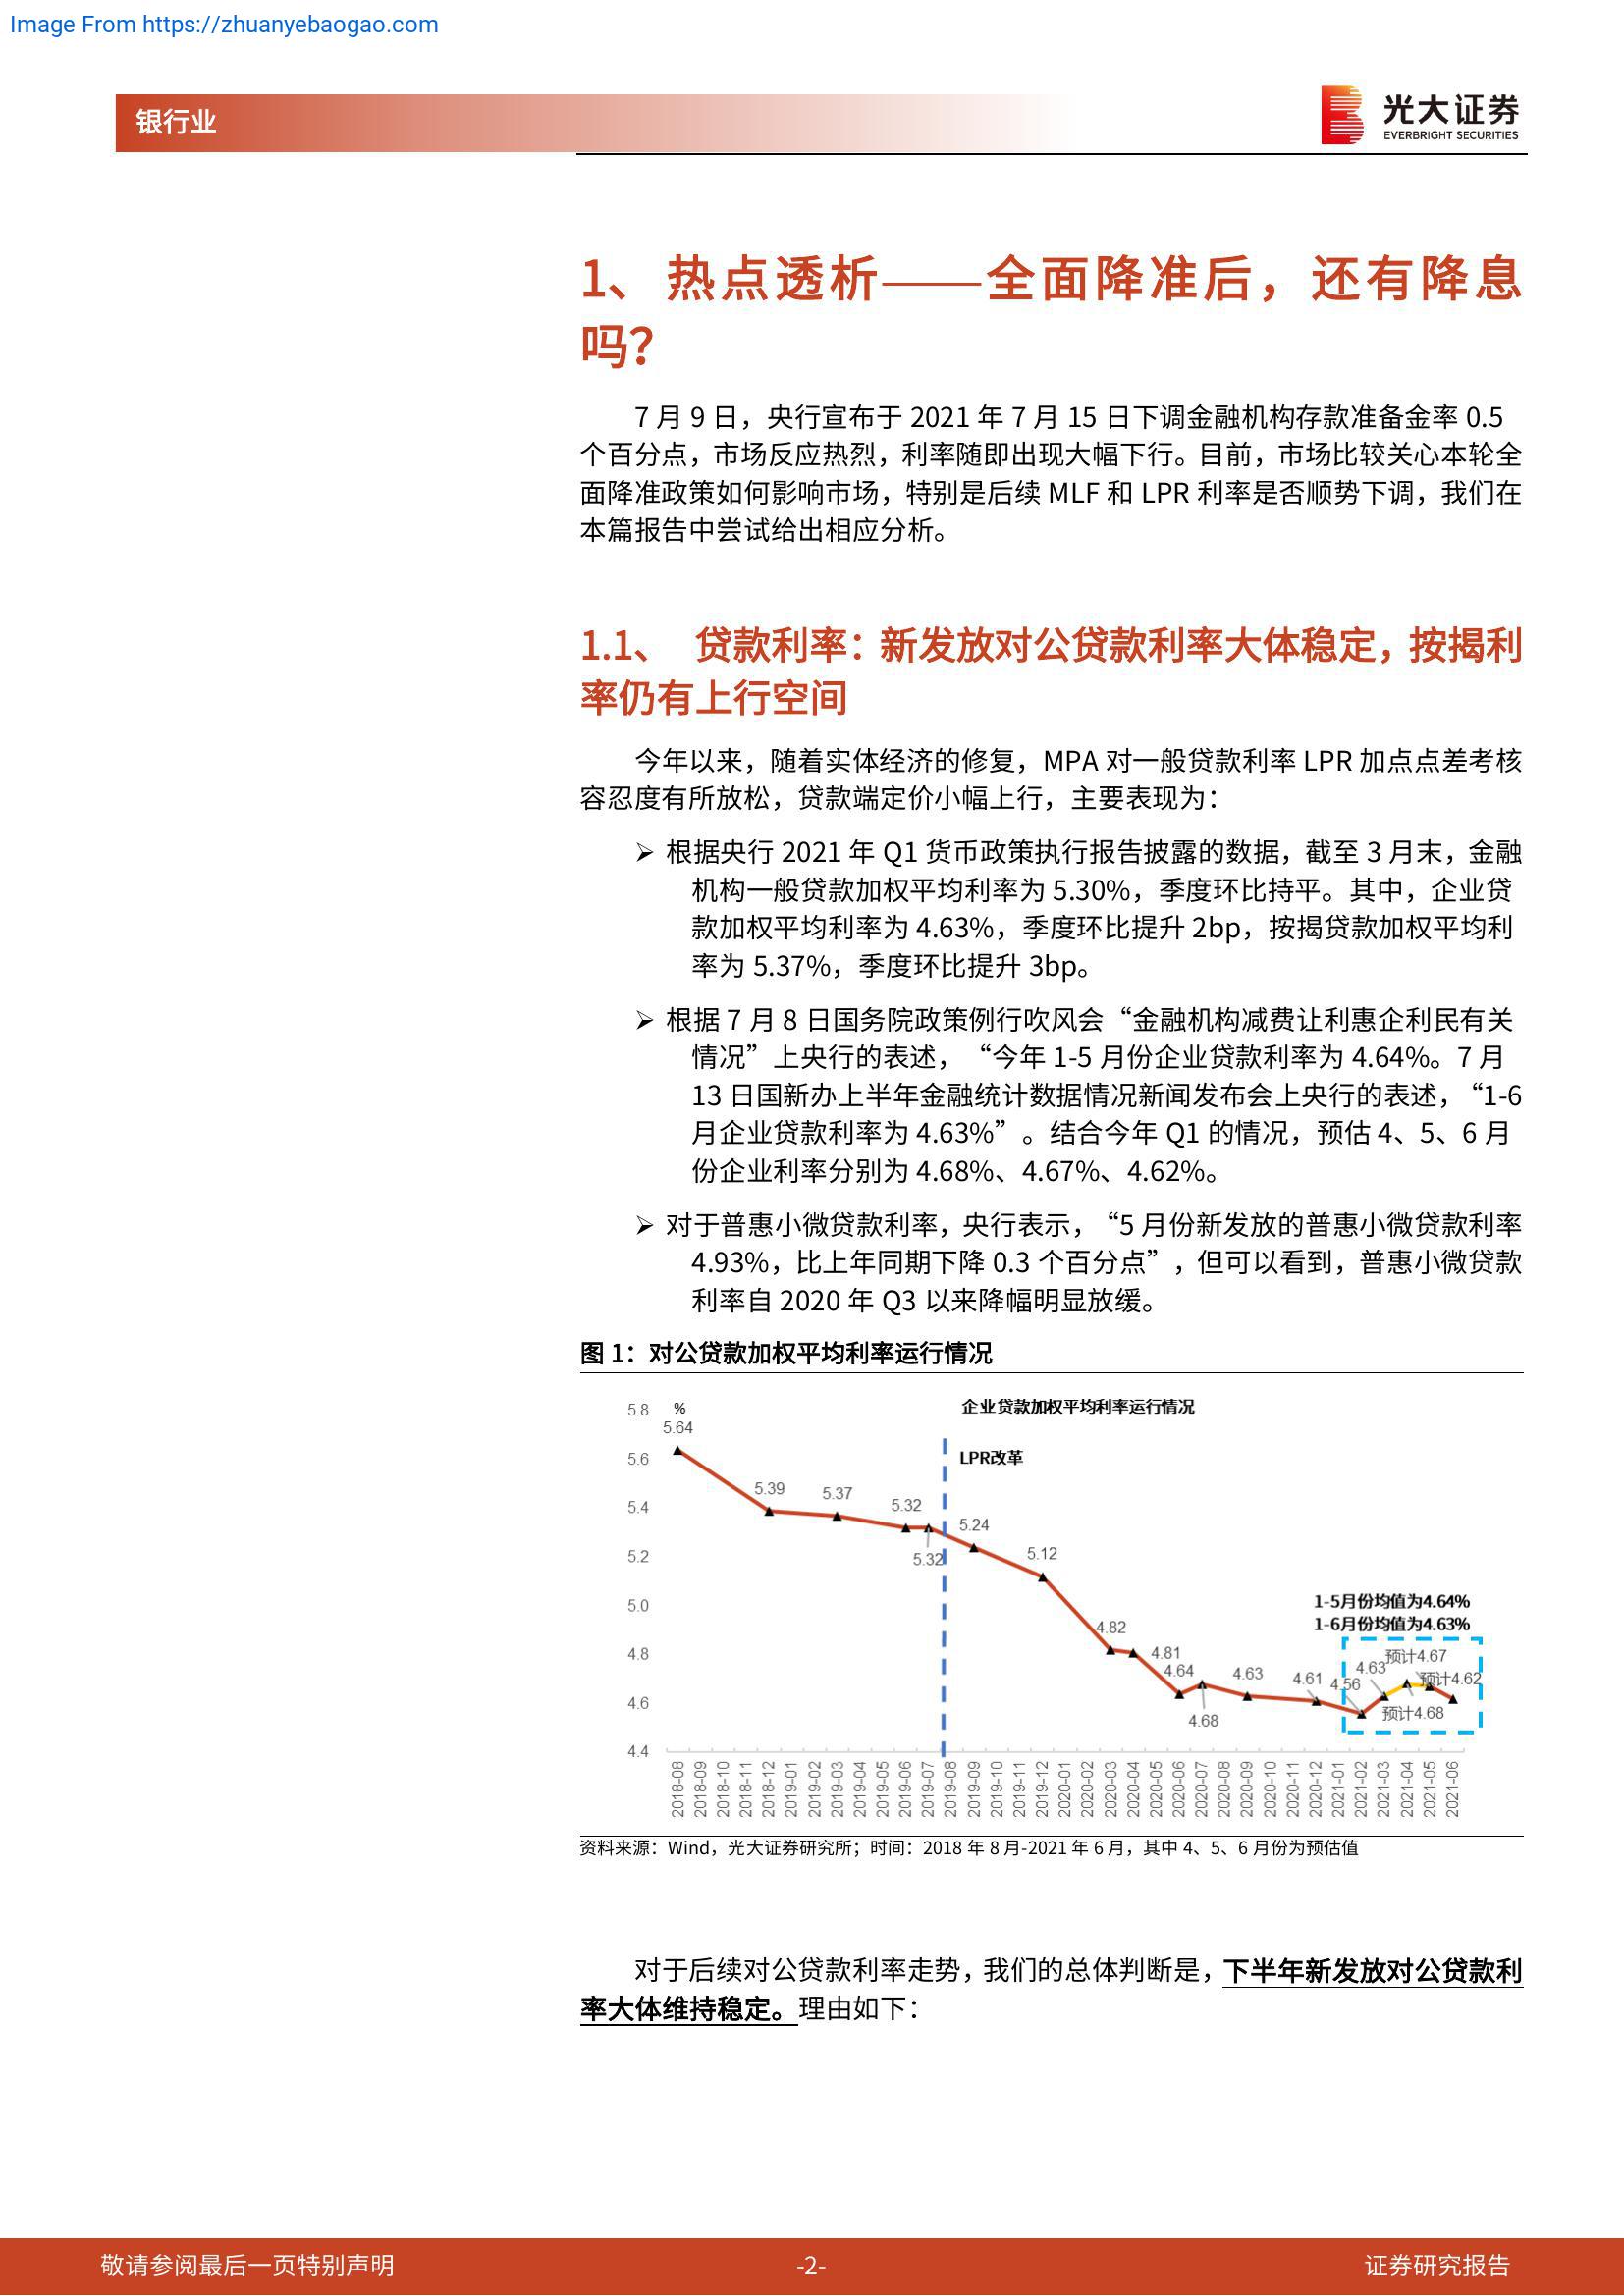 Image From https://zhuanyebaogao.com
银行业
光大证券
EVERBRIGHT SECURITIES
1、 热点透析——全面降准后，还有降息
吗？
7 月 9 日，央行宣布于 2021 年 7 月 15 日下调金融机构存款准备金率 0.5
个百分点，市场反应热烈，利率随即出现大幅下行。目前，市场比较关心本轮全
面降准政策如何影响市场，特别是后续 MLF 和 LPR 利率是否顺势下调，我们在
本篇报告中尝试给出相应分析。
1.1、 贷款利率：新发放对公贷款利率大体稳定，按揭利
率仍有上行空间
今年以来，随着实体经济的修复，MPA 对一般贷款利率 LPR 加点点差考核
容忍度有所放松，贷款端定价小幅上行，主要表现为：
➢ 根据央行 2021 年 Q1 货币政策执行报告披露的数据，截至 3 月末，金融
机构一般贷款加权平均利率为 5.30%，季度环比持平。其中，企业贷
款加权平均利率为 4.63%，季度环比提升 2bp，按揭贷款加权平均利
率为 5.37%，季度环比提升 3bp。
➢ 根据 7 月 8 日国务院政策例行吹风会“金融机构减费让利惠企利民有关
情况”上央行的表述，“今年 1-5 月份企业贷款利率为 4.64%。7 月
13 日国新办上半年金融统计数据情况新闻发布会上央行的表述，“1-6
月企业贷款利率为 4.63%”。结合今年 Q1 的情况，预估 4、5、6 月
份企业利率分别为 4.68%、4.67%、4.62%。
➢ 对于普惠小微贷款利率，央行表示，“5 月份新发放的普惠小微贷款利率
4.93%，比上年同期下降 0.3 个百分点”，但可以看到，普惠小微贷款
利率自 2020 年 Q3 以来降幅明显放缓。
图 1：对公贷款加权平均利率运行情况
企业贷款加权平均利率运行情况
%
LPR改革
5.8
5.6
5.4
5.2
5.0
4.8
4.6
4.4
5.64
5.39
5.37
5.32
5.32
5.24
5.12
4.82
4.81
4.64
4.68
4.63
4.61
4.56
4.63
预计4.68
预计4.67
预计4.62
1-5月份均值为4.64%
1-6月份均值为4.63%
2018-08
2018-09
2018-10
2018-11
2018-12
2019-01
2019-02
2019-03
2019-04
2019-05
2019-06
2019-07
2019-08
2019-09
2019-10
2019-11
2019-12
2020-01
2020-02
2020-03
2020-04
2020-05
2020-06
2020-07
2020-08
2020-09
2020-10
2020-11
2020-12
2021-01
2021-02
2021-03
2021-04
2021-05
2021-06
资料来源：Wind，光大证券研究所；时间：2018 年 8 月-2021 年 6 月，其中 4、5、6 月份为预估值
对于后续对公贷款利率走势，我们的总体判断是，下半年新发放对公贷款利
率大体维持稳定。理由如下：
敬请参阅最后一页特别声明
-2-
证券研究报告